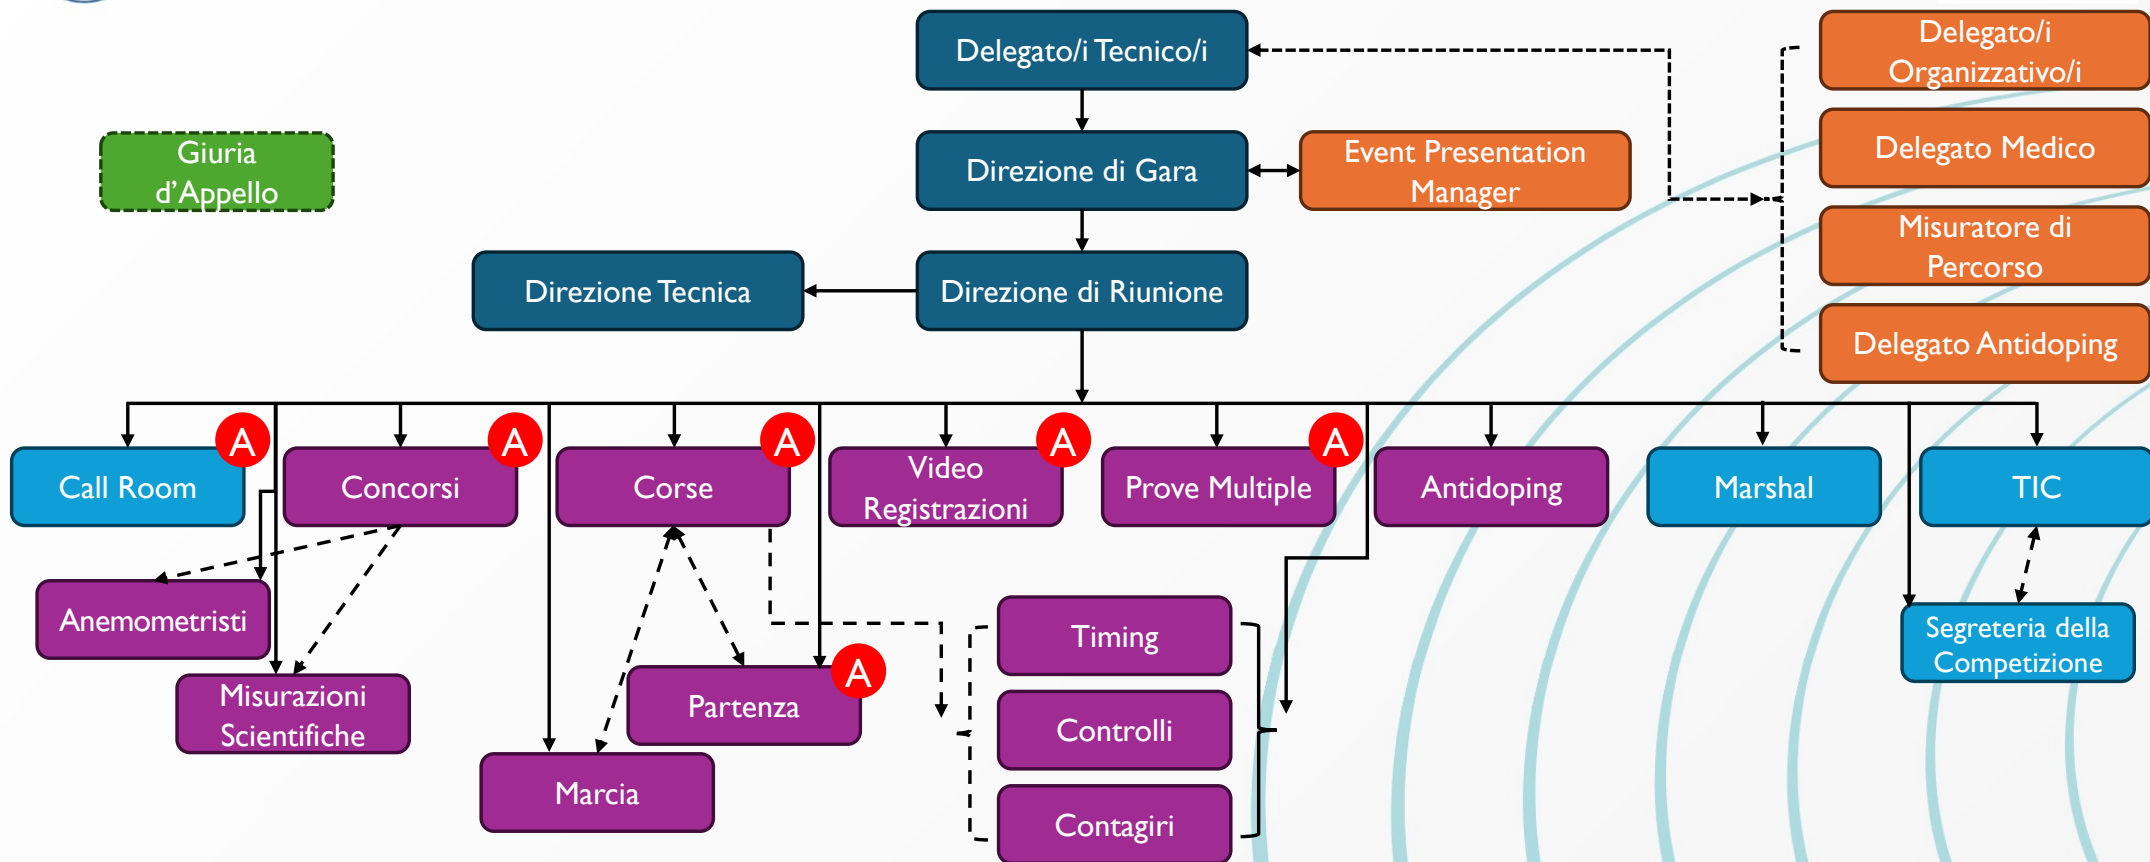 Delegato/i Tecnico/i
Delegato/i
Organizzativo/i
Giuria
d'Appello
Direzione di Gara
Event Presentation
Manager
Delegato Medico
Misuratore di
Percorso
Direzione Tecnica
Direzione di Riunione
Delegato Antidoping
A
A
A
A
A
Call Room
Concorsi
Corse
Video
Registrazioni
Prove Multiple
Antidoping
Marshal
TIC
Anemometristi
Timing
Segreteria della
Competizione
Misurazioni
Scientifiche
A
Partenza
Controlli
Marcia
Contagiri